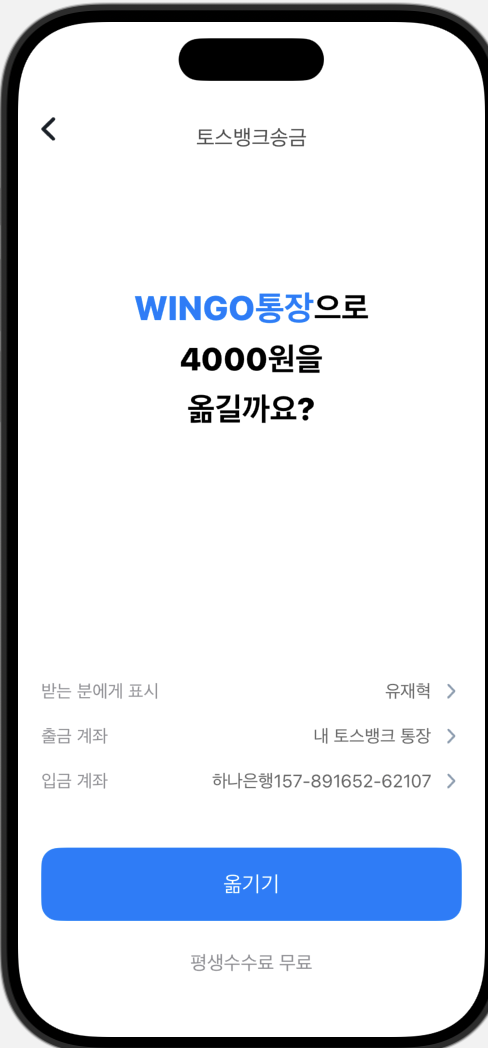 토스뱅크송금
WINGO통장으로
4000원을
옮길까요?
받는 분에게 표시 유재혁
출금 계좌 내 토스뱅크 통장
입금 계좌 하나은행157-891652-62107
옮기기
평생수수료 무료